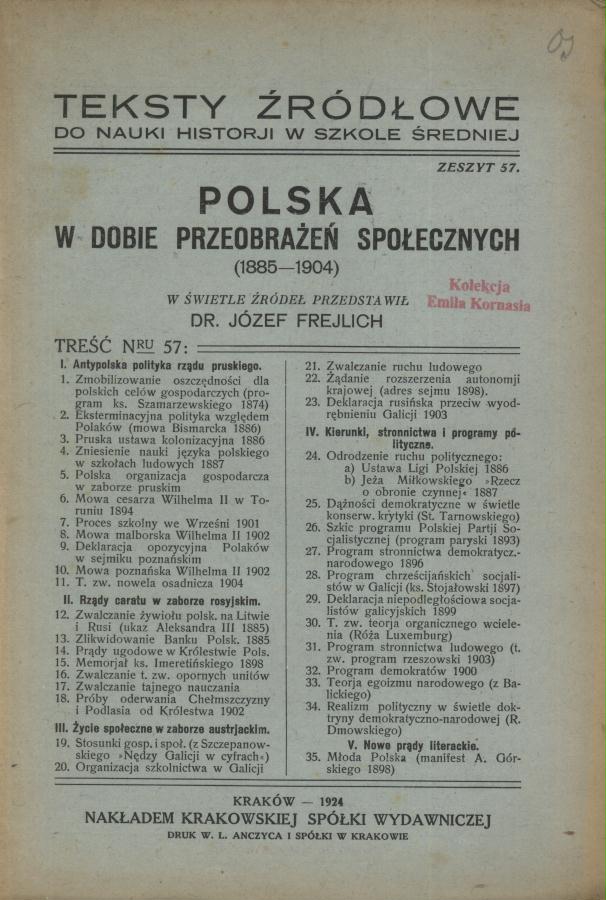 TEKSTY ŹRÓDŁOWE
DO NAUKI HISTORJI W SZKOLE ŚREDNIEJ
ZESZYT 57.
POLSKA
W DOBIE PRZEOBRAŻEŃ SPOŁECZNYCH
(1885—1904)
W ŚWIETLE ŹRÓDEŁ PRZEDSTAWIŁ
DR. JÓZEF FREJLICH
Kolekcja
Emila Kornasia
TREŚĆ NRU 57:
I. Antypolska polityka rządu pruskiego.
1. Zmobilizowanie oszczędności dla
polskich celów gospodarczych (pro-
gram ks. Szamarzewskiego 1874)
2. Eksterminacyjna polityka względem
Polaków (mowa Bismarcka 1886)
3. Pruska ustawa kolonizacyjna 1886
4. Zniesienie nauki języka polskiego
w szkołach ludowych 1887
5. Polska organizacja gospodarcza
w zaborze pruskim
6. Mowa cesarza Wilhelma II w To-
runiu 1894
7. Proces szkolny we Wrześni 1901
8. Mowa malborska Wilhelma II 1902
9. Deklaracja opozycyjna Polaków
w sejmiku poznańskim
10. Mowa poznańska Wilhelma II 1902
11. T. zw. nowela osadnicza 1904
II. Rządy caratu w zaborze rosyjskim.
12. Zwalczanie żywiołu polsk. na Litwie
i Rusi (ukaz Aleksandra III 1885)
13. Zlikwidowanie Banku Polsk. 1885
14. Prądy ugodowe w Królestwie Pols.
15. Memorjał ks. Imeretińskiego 1898
16. Zwalczanie t. zw. opornych unitów
17. Zwalczanie tajnego nauczania
18. Próby oderwania Chełmszczyzny
i Podlasia od Królestwa 1902
III. Życie społeczne w zaborze austrjackim.
19. Stosunki gosp. i społ. (z Szczepanow-
skiego »Nędzy Galicji w cyfrach«)
20. Organizacja szkolnictwa w Galicji
21. Zwalczanie ruchu ludowego
22. Żądanie rozszerzenia autonomji
krajowej (adres sejmu 1898).
23. Deklaracja rusińska przeciw wyod-
rębnieniu Galicji 1903
IV. Kierunki, stronnictwa i programy po-
lityczne.
24. Odrodzenie ruchu politycznego:
a) Ustawa Ligi Polskiej 1886
b) Jeża Miłkowskiego »Rzecz
o obronie czynnej« 1887
25. Dążności demokratyczne w świetle
konserw. krytyki (St. Tarnowskiego)
26. Szkic programu Polskiej Partji So-
cjalistycznej (program paryski 1893)
27. Program stronnictwa demokratycz.-
narodowego 1896
28. Program chrześcijańskich socjali-
stów w Galicji (ks. Stojałowski 1897)
29. Deklaracja niepodległościowa socja-
listów galicyjskich 1899
30. T. zw. teorja organicznego wciele-
nia (Róża Luxemburg)
31. Program stronnictwa ludowego (t.
zw. program rzeszowski 1903)
32. Program demokratów 1900
33. Teorja egoizmu narodowego (z Ba-
lickiego)
34. Realizm polityczny w świetle dok-
tryny demokratyczno-narodowej (R.
Dmowskiego)
V. Nowe prądy literackie.
35. Młoda Polska (manifest A. Gór-
skiego 1898)
KRAKÓW — 1924
NAKŁADEM KRAKOWSKIEJ SPÓŁKI WYDAWNICZEJ
DRUK W. L. ANCZYCA I SPÓŁKI W KRAKOWIE